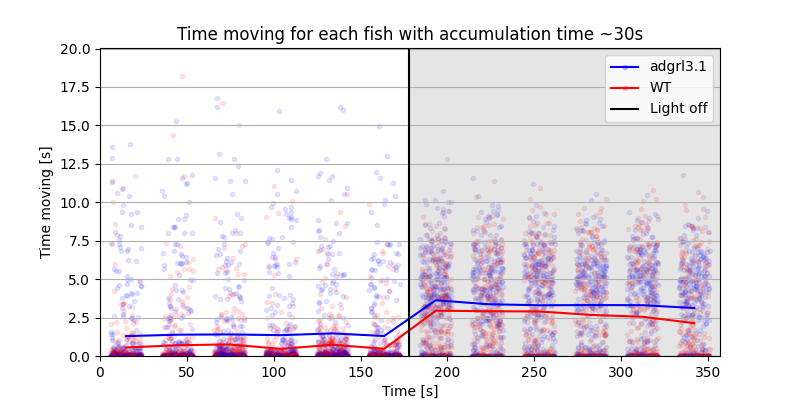 Time moving for each fish with accumulation time ~30s
20.0
17.5
15.0
12.5
10.0
7.5
5.0
2.5
0.0
Time moving [s]
adgrl3.1
WT
Light off
0 50 100 150 200 250 300 350
Time [s]